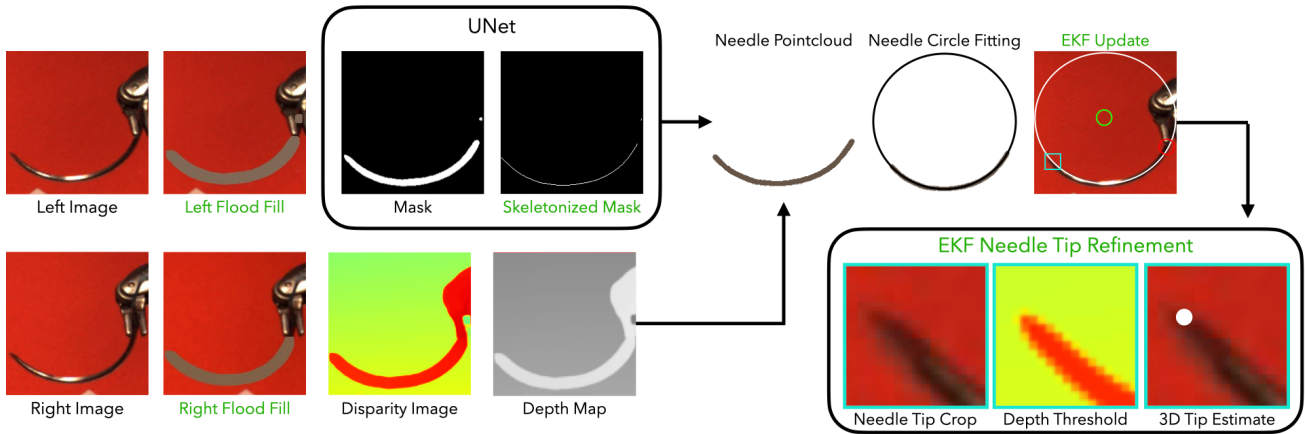 UNet
Needle Pointcloud
Needle Circle Fitting
EKF Update
Left Image
Left Flood Fill
Mask
Skeletonized Mask
EKF Needle Tip Refinement
Right Image
Right Flood Fill
Disparity Image
Depth Map
Needle Tip Crop
Depth Threshold
3D Tip Estimate